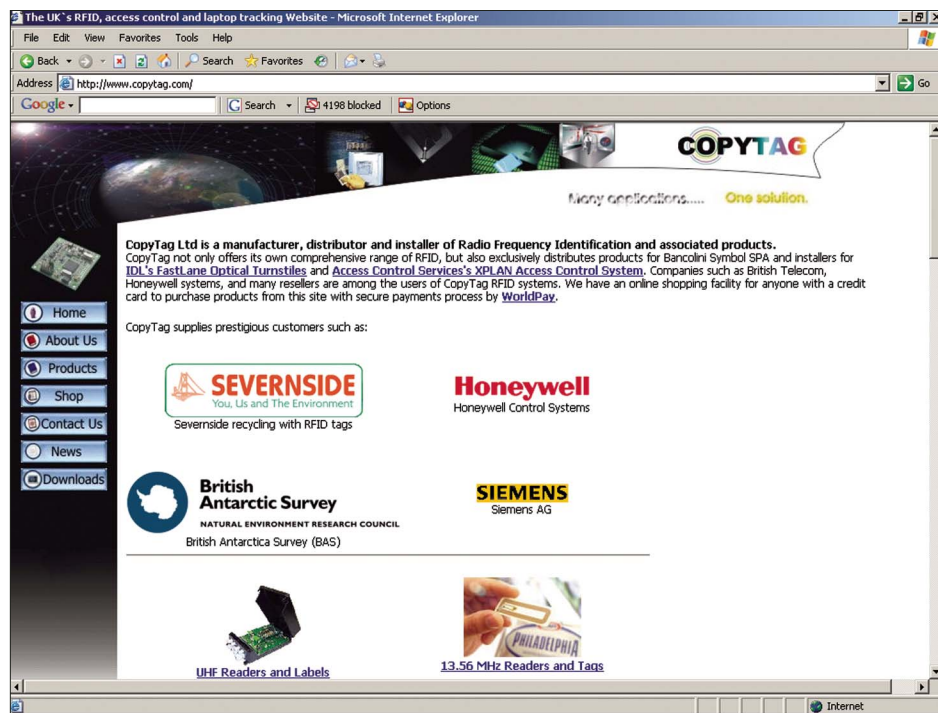 The UK`s RFID, access control and laptop tracking Website - Microsoft Internet Explorer
File Edit View Favorites Tools Help
Back Search Favorites
Address http://www.copytag.com/ Go
Google Search 4198 blocked Options
COPYTAG
Many applications..... One solution.
CopyTag Ltd is a manufacturer, distributor and installer of Radio Frequency Identification and associated products.
CopyTag not only offers its own comprehensive range of RFID, but also exclusively distributes products for Bancolini Symbol SPA and installers for
IDL's FastLane Optical Turnstiles and Access Control Services's XPLAN Access Control System. Companies such as British Telecom,
Honeywell systems, and many resellers are among the users of CopyTag RFID systems. We have an online shopping facility for anyone with a credit
card to purchase products from this site with secure payments process by WorldPay.
Home
About Us
Products
Shop
Contact Us
News
Downloads
CopyTag supplies prestigious customers such as:
SEVERNSIDE
You, Us and The Environment
Severnside recycling with RFID tags
Honeywell
Honeywell Control Systems
British
Antarctic Survey
NATURAL ENVIRONMENT RESEARCH COUNCIL
British Antarctica Survey (BAS)
SIEMENS
Siemens AG
PHILADELPHIA
UHF Readers and Labels
13.56 MHz Readers and Tags
Internet